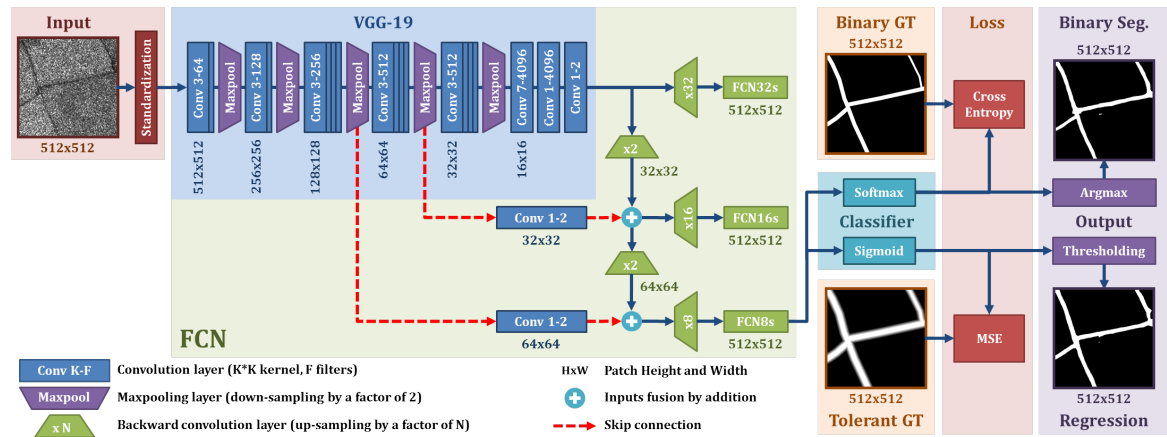 Input
VGG-19
Binary GT
Loss
Binary Seg.
512x512
512x512
Standardization
Conv 3-64
Maxpool
Conv 3-128
Maxpool
Conv 3-256
Maxpool
Conv 3-512
Maxpool
Conv 3-512
Maxpool
Conv 7-4096
Conv 1-4096
Conv 1-2
x32
FCN32s
512x512
Cross
Entropy
512x512
512x512
256x256
128x128
64x64
32x32
16x16
x2
32x32
Softmax
Argmax
Conv 1-2
32x32
x16
FCN16s
512x512
Classifier
Output
Sigmoid
Thresholding
x2
64x64
FCN
Conv 1-2
64x64
x8
FCN8s
512x512
MSE
Conv K-F
Convolution layer (K*K kernel, F filters)
HxW
Patch Height and Width
Maxpool
Maxpooling layer (down-sampling by a factor of 2)
Inputs fusion by addition
512x512
512x512
x N
Backward convolution layer (up-sampling by a factor of N)
Skip connection
Tolerant GT
Regression